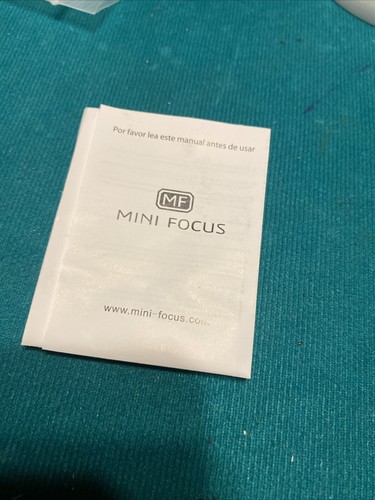 Por favor lea este manual antes de usar
MF
MINI FOCUS
www.mini-focus.com